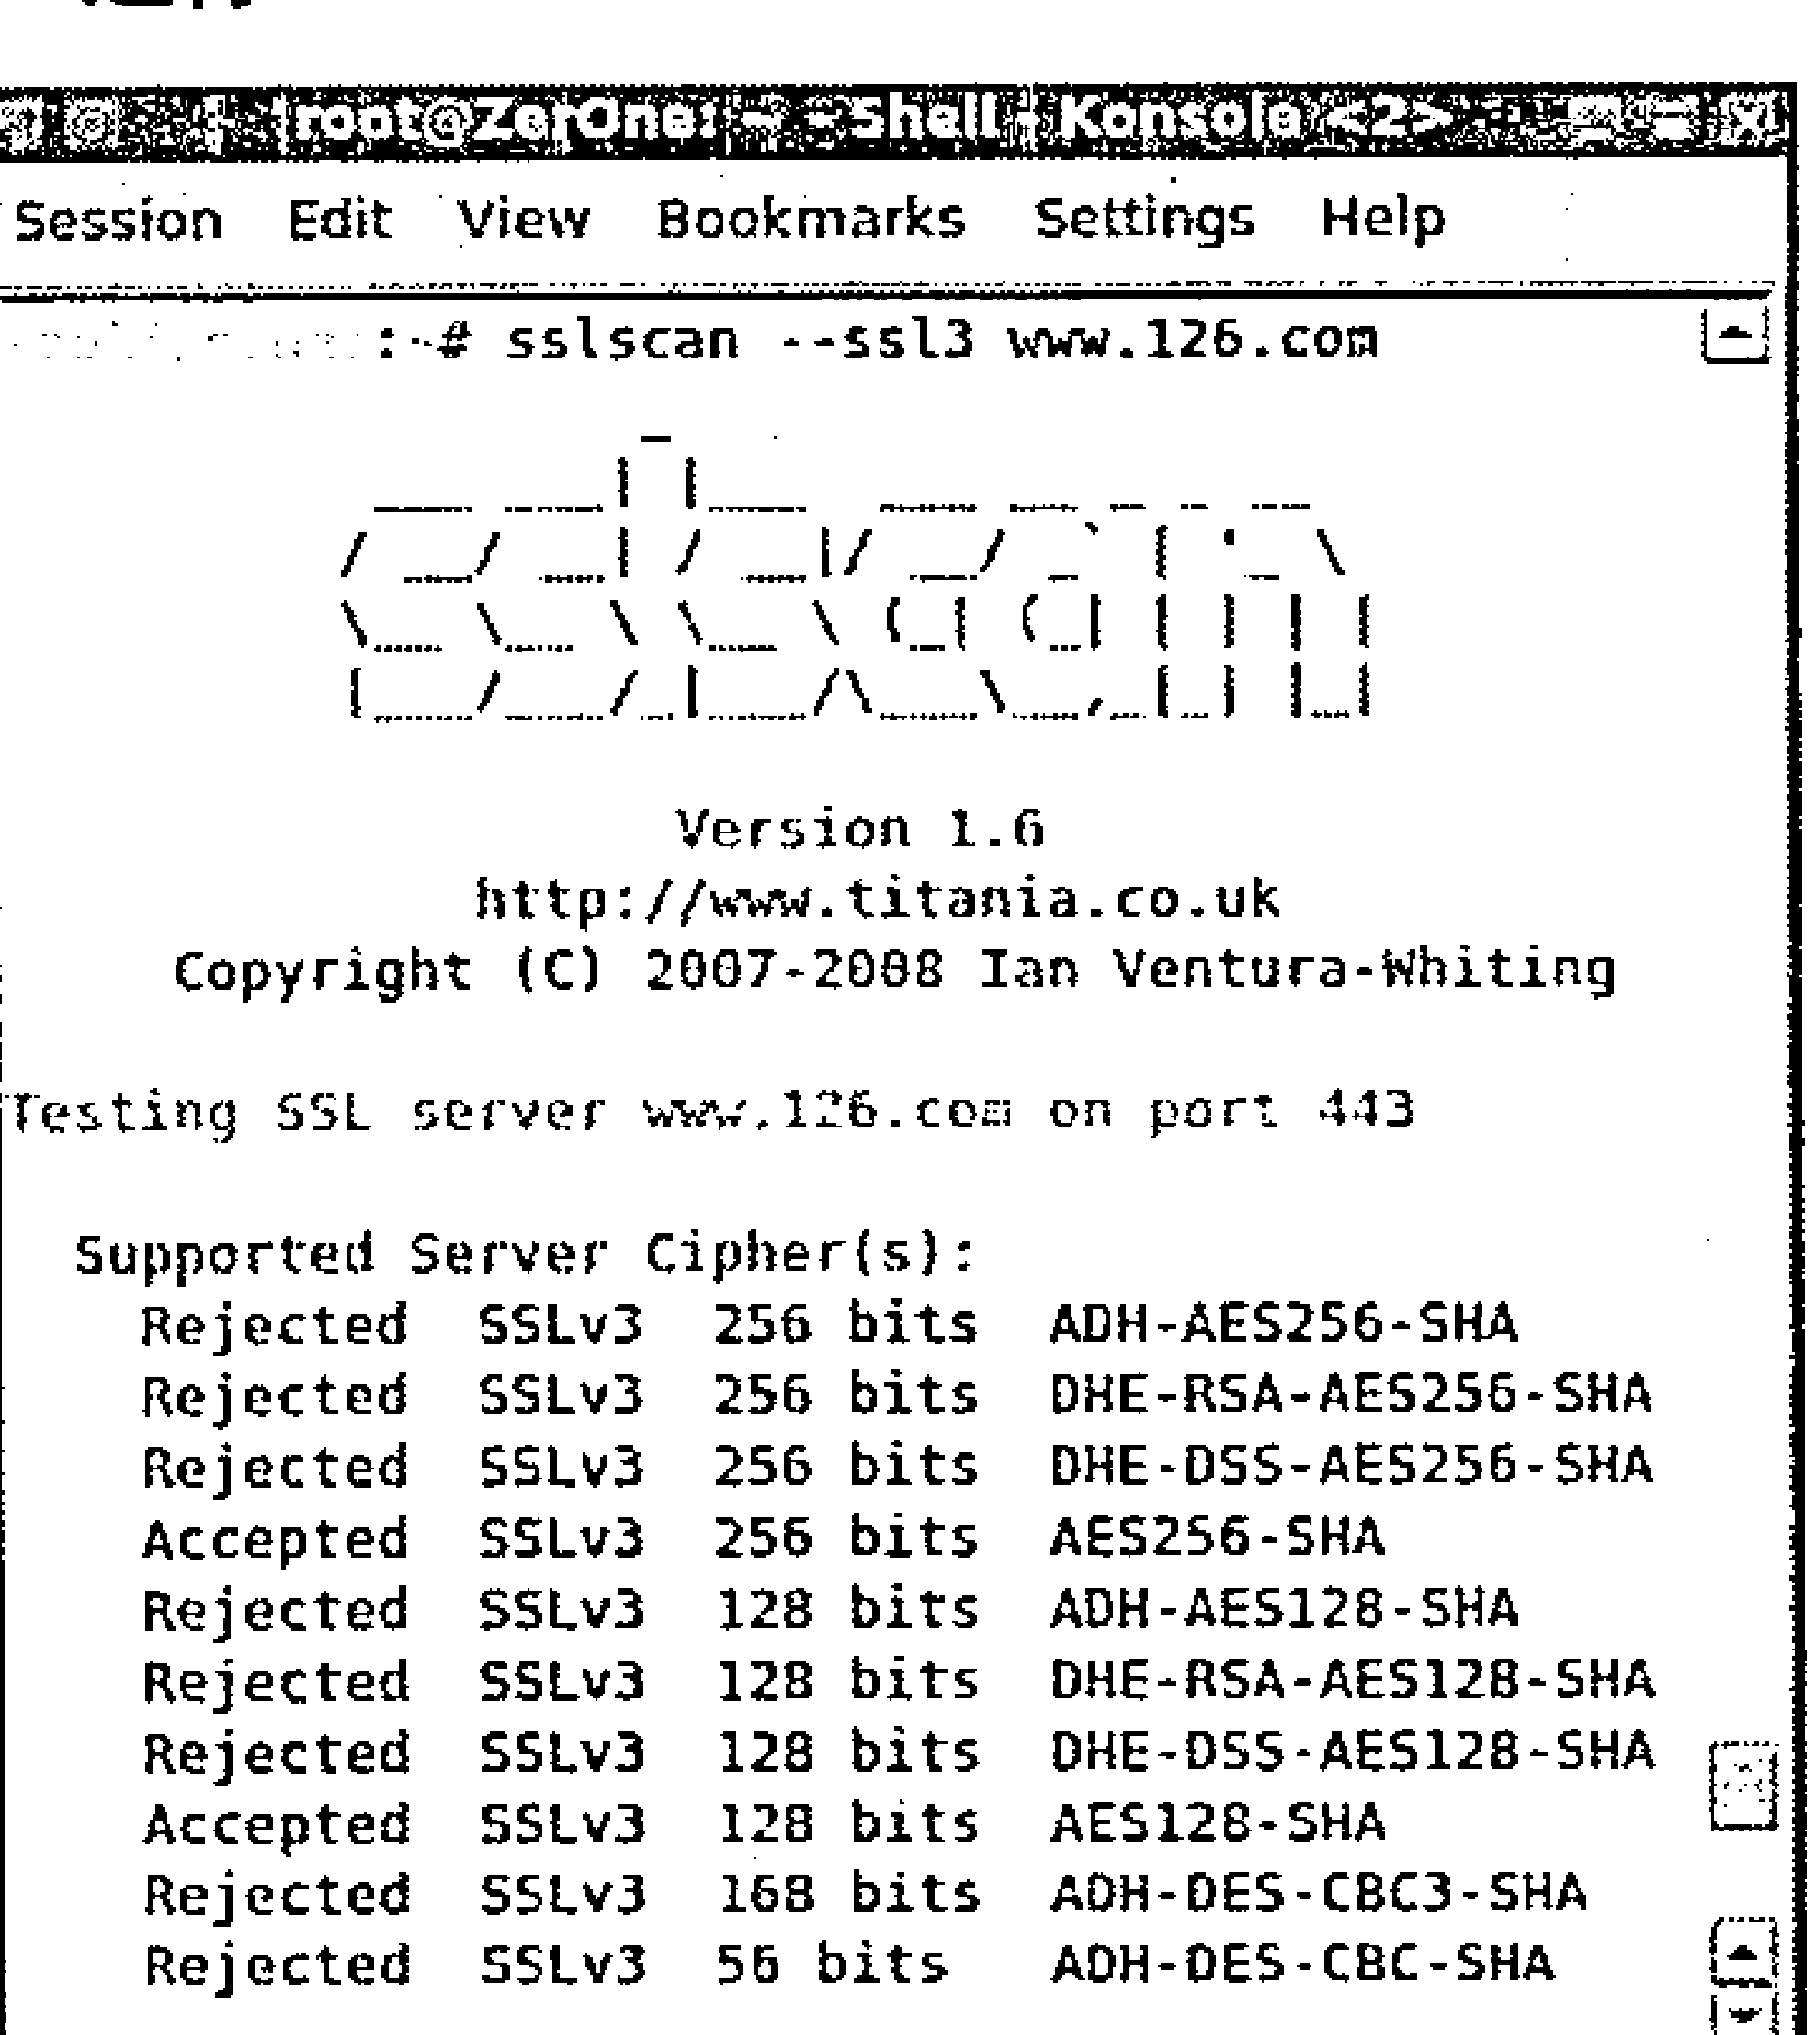 root@ZerOne: ~ - Shell - Konsole <2>
Session Edit View Bookmarks Settings Help
:~# sslscan --ssl3 www.126.com
Version 1.6
http://www.titania.co.uk
Copyright (C) 2007-2008 Ian Ventura-Whiting
Testing SSL server www.126.com on port 443
Supported Server Cipher(s):
Rejected SSLv3 256 bits ADH-AES256-SHA
Rejected SSLv3 256 bits DHE-RSA-AES256-SHA
Rejected SSLv3 256 bits DHE-DSS-AES256-SHA
Accepted SSLv3 256 bits AES256-SHA
Rejected SSLv3 128 bits ADH-AES128-SHA
Rejected SSLv3 128 bits DHE-RSA-AES128-SHA
Rejected SSLv3 128 bits DHE-DSS-AES128-SHA
Accepted SSLv3 128 bits AES128-SHA
Rejected SSLv3 168 bits ADH-DES-CBC3-SHA
Rejected SSLv3 56 bits ADH-DES-CBC-SHA